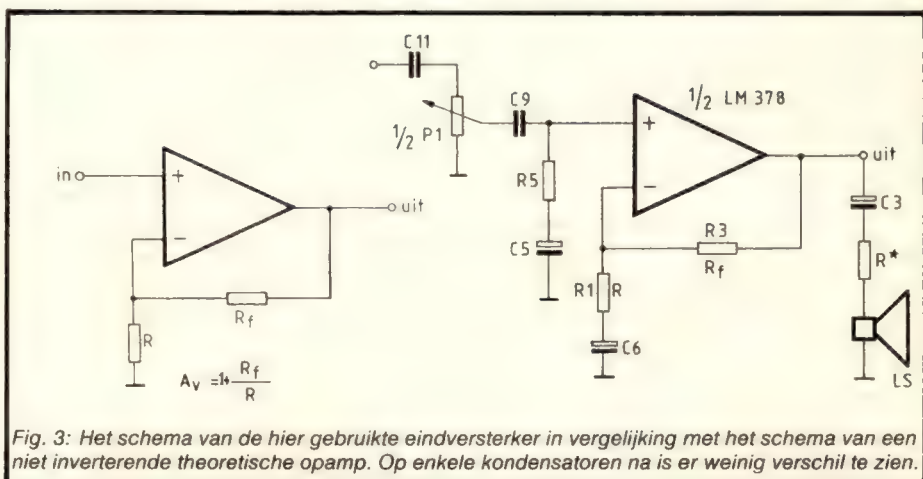 in
+
-
uit
Rf
R
Av = 1+ Rf/R
C11
1/2 P1
C9
1/2 LM 378
+
-
uit
R5
C5
R3
Rf
R1
R
C6
C3
R*
LS
Fig. 3: Het schema van de hier gebruikte eindversterker in vergelijking met het schema van een
niet inverterende theoretische opamp. Op enkele kondensatoren na is er weinig verschil te zien.